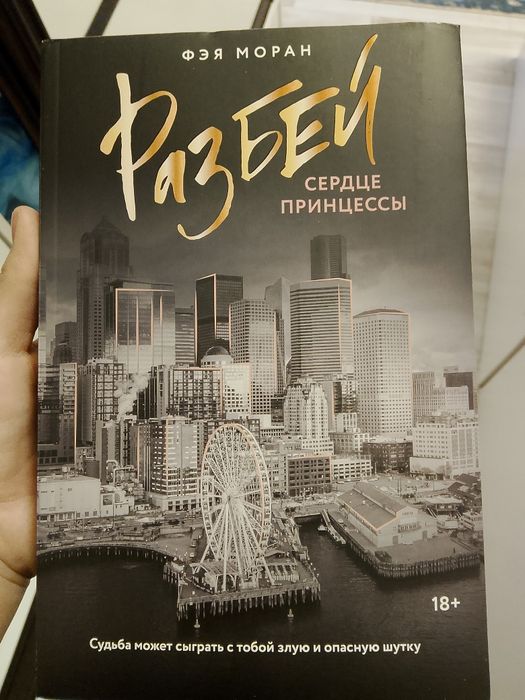 ФЭЯ МОРАН
РазБЕЙ
СЕРДЦЕ
ПРИНЦЕССЫ
18+
Судьба может сыграть с тобой злую и опасную шутку